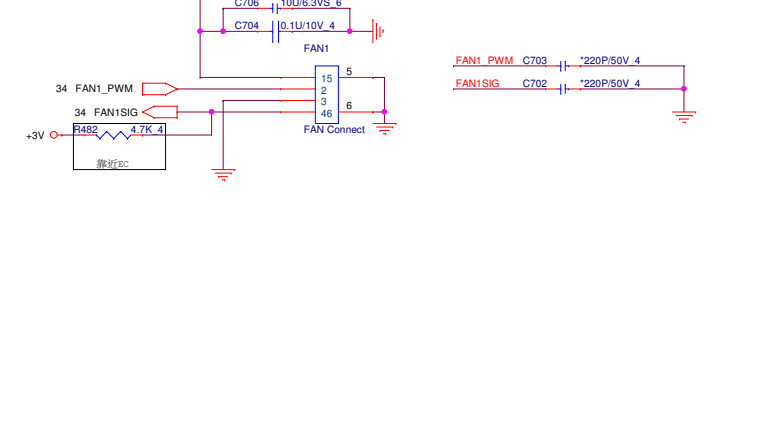 C706 10U/6.3VS_6
C704 0.1U/10V_4
FAN1
FAN1_PWM C703 *220P/50V_4
15 5
34 FAN1_PWM 2
FAN1SIG C702 *220P/50V_4
3
34 FAN1SIG 46 6
+3V R482 4.7K_4
FAN Connect
靠近EC